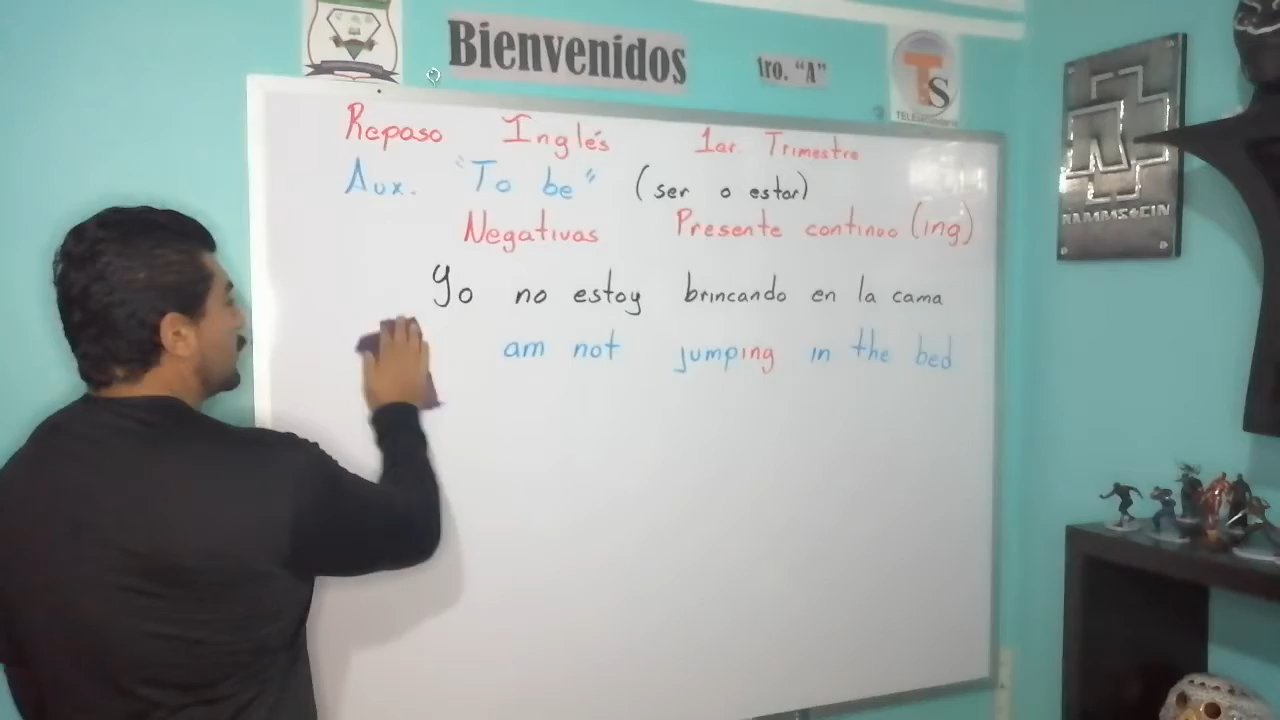 Bienvenidos 1ro. "A"
TS
TELESECUNDARIA
RAMMSTEIN
Repaso Inglés 1er. Trimestre
Aux. "To be" (ser o estar)
Negativas Presente continuo (ing)
Yo no estoy brincando en la cama
am not jumping in the bed